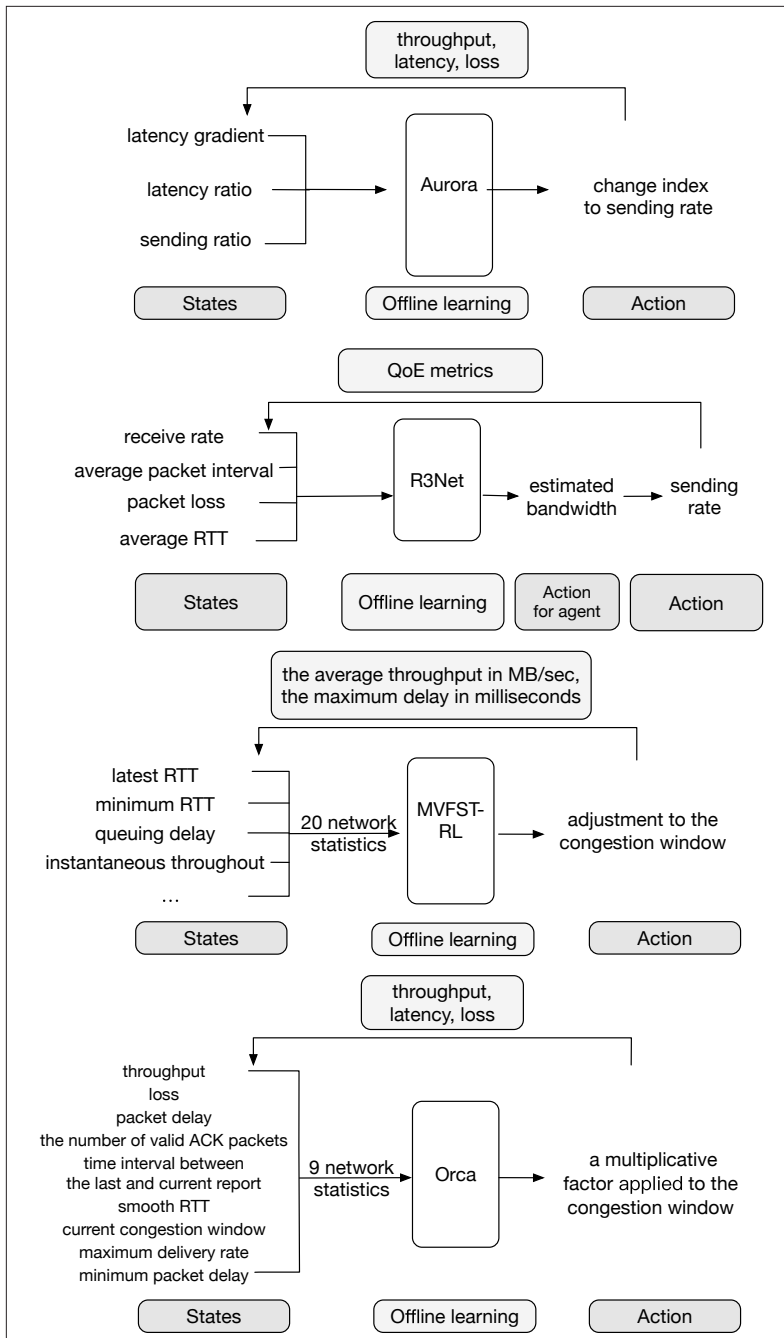 throughput,
latency, loss
latency gradient
latency ratio
sending ratio
Aurora
change index
to sending rate
States
Offline learning
Action
QoE metrics
receive rate
average packet interval
packet loss
average RTT
R3Net
estimated
bandwidth
sending
rate
States
Offline learning
Action
for agent
Action
the average throughput in MB/sec,
the maximum delay in milliseconds
latest RTT
minimum RTT
queuing delay
instantaneous throughout
...
20 network
statistics
MVFST-
RL
adjustment to the
congestion window
States
Offline learning
Action
throughput,
latency, loss
throughput
loss
packet delay
the number of valid ACK packets
time interval between
the last and current report
smooth RTT
current congestion window
maximum delivery rate
minimum packet delay
9 network
statistics
Orca
a multiplicative
factor applied to the
congestion window
States
Offline learning
Action